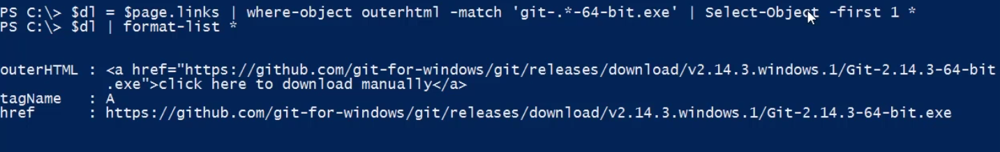 PS C:\> $dl = $page.links | where-object outerhtml -match 'git-.*-64-bit.exe' | Select-Object -first 1 *
PS C:\> $dl | format-list *
outerHTML : <a href="https://github.com/git-for-windows/git/releases/download/v2.14.3.windows.1/Git-2.14.3-64-bit
.exe">click here to download manually</a>
tagName : A
href : https://github.com/git-for-windows/git/releases/download/v2.14.3.windows.1/Git-2.14.3-64-bit.exe